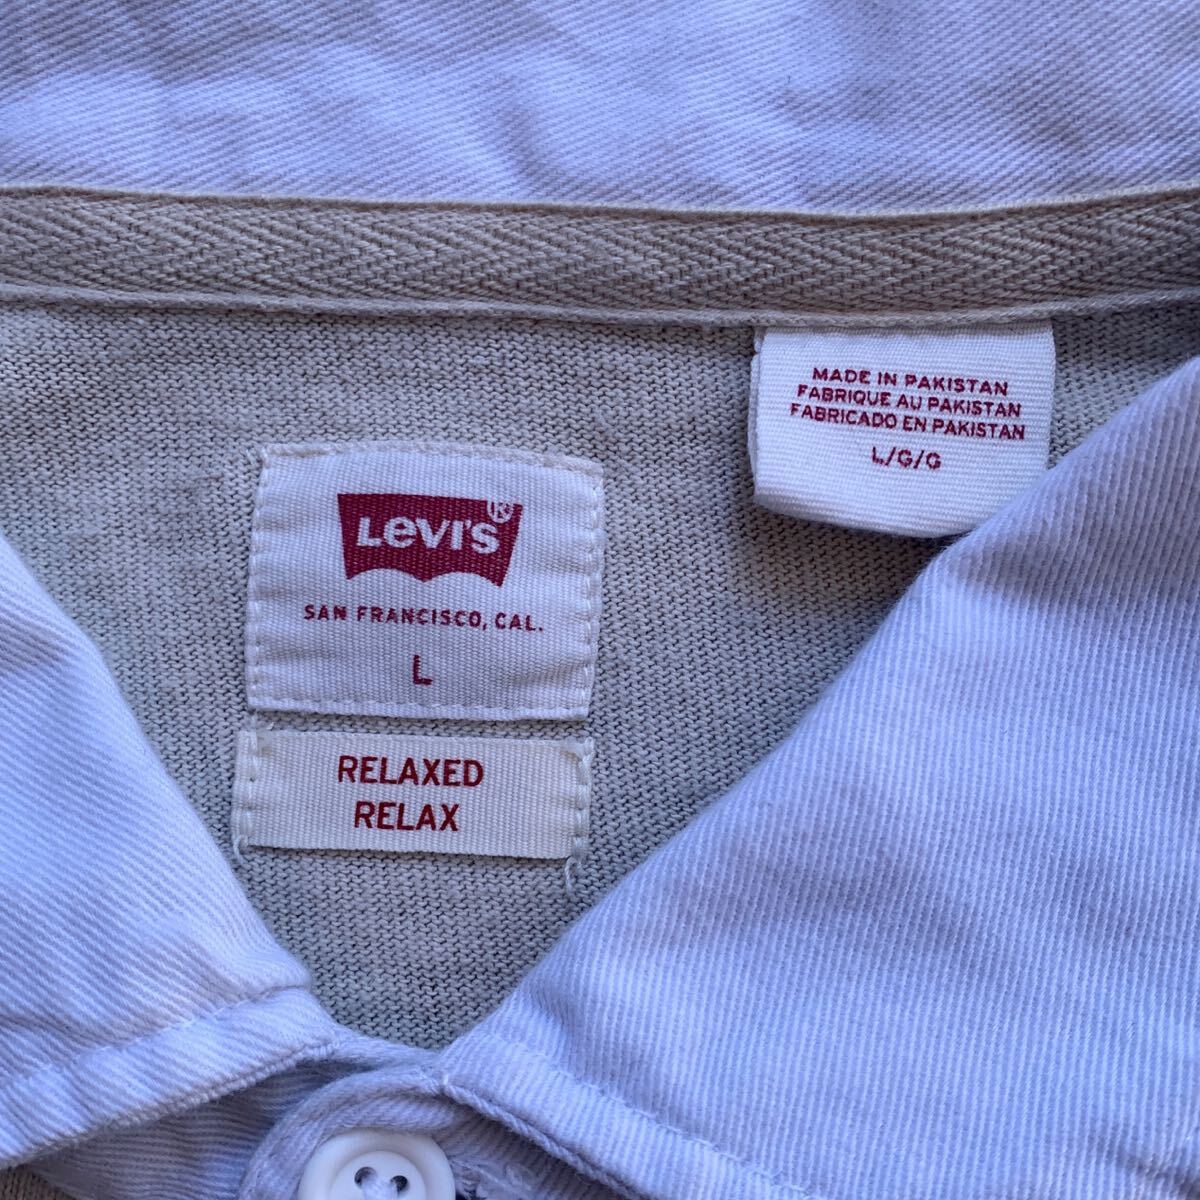 LEVI'S®
SAN FRANCISCO, CAL.
L
RELAXED
RELAX
MADE IN PAKISTAN
FABRIQUE AU PAKISTAN
FABRICADO EN PAKISTAN
L/G/G